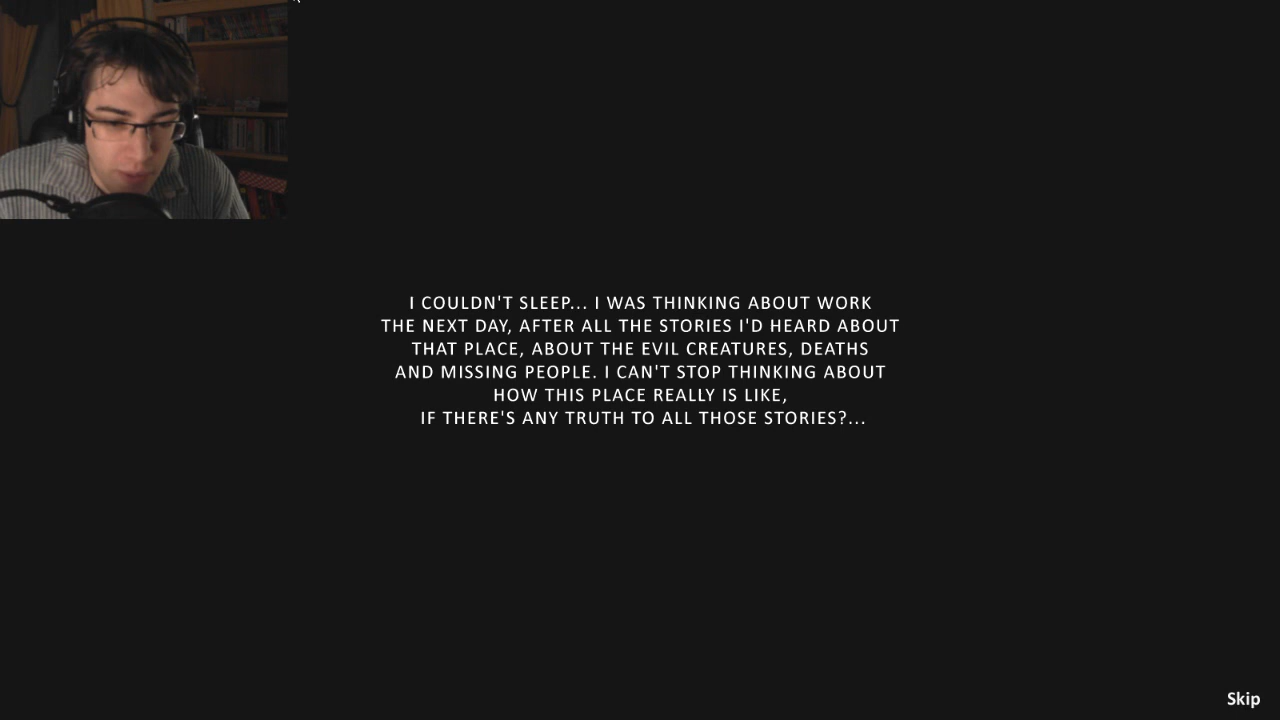 I COULDN'T SLEEP... I WAS THINKING ABOUT WORK
THE NEXT DAY, AFTER ALL THE STORIES I'D HEARD ABOUT
THAT PLACE, ABOUT THE EVIL CREATURES, DEATHS
AND MISSING PEOPLE. I CAN'T STOP THINKING ABOUT
HOW THIS PLACE REALLY IS LIKE,
IF THERE'S ANY TRUTH TO ALL THOSE STORIES?...
Skip